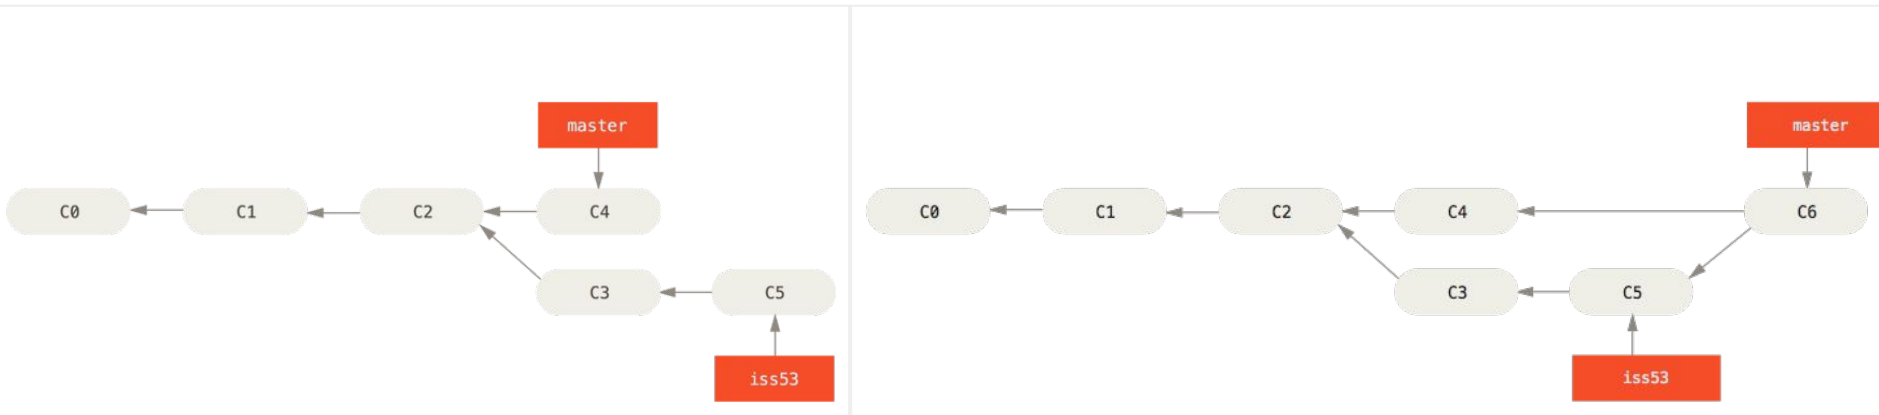 master
C0 C1 C2 C4
C3 C5
iss53
master
C0 C1 C2 C4 C6
C3 C5
iss53